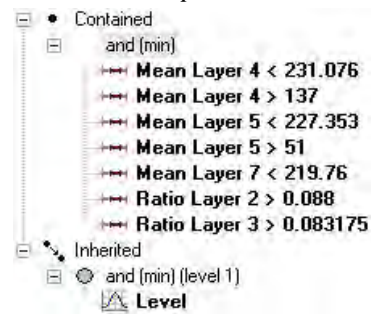 Contained
and (min)
Mean Layer 4 < 231.076
Mean Layer 4 > 137
Mean Layer 5 < 227.353
Mean Layer 5 > 51
Mean Layer 7 < 219.76
Ratio Layer 2 > 0.088
Ratio Layer 3 > 0.083175
Inherited
and (min) (level 1)
Level